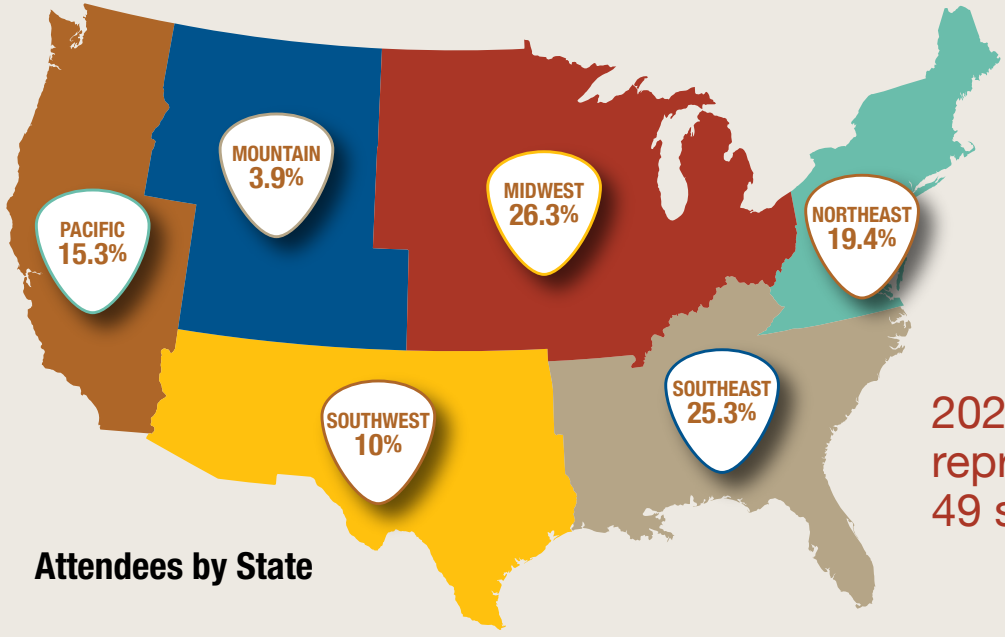 MOUNTAIN
3.9%
MIDWEST
26.3%
PACIFIC
15.3%
NORTHEAST
19.4%
SOUTHEAST
25.3%
SOUTHWEST
10%
49
Attendees by State